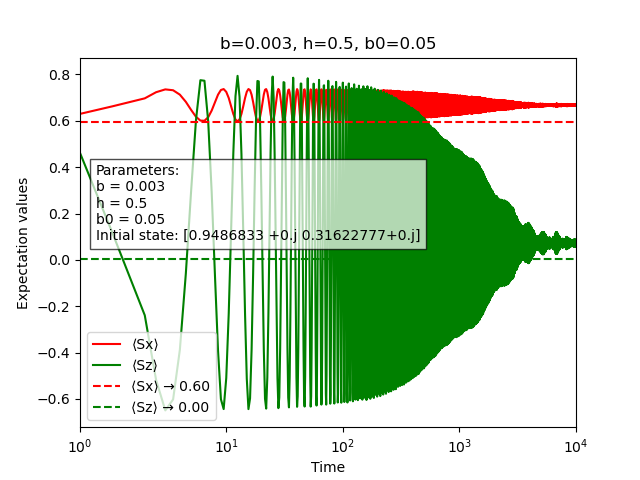 b=0.003, h=0.5, b0=0.05
Expectation values
0.8
0.6
0.4
0.2
0.0
−0.2
−0.4
−0.6
Parameters:
b = 0.003
h = 0.5
b0 = 0.05
Initial state: [0.9486833 +0.j 0.31622777+0.j]
⟨Sx⟩
⟨Sz⟩
⟨Sx⟩ → 0.60
⟨Sz⟩ → 0.00
10⁰ 10¹ 10² 10³ 10⁴
Time